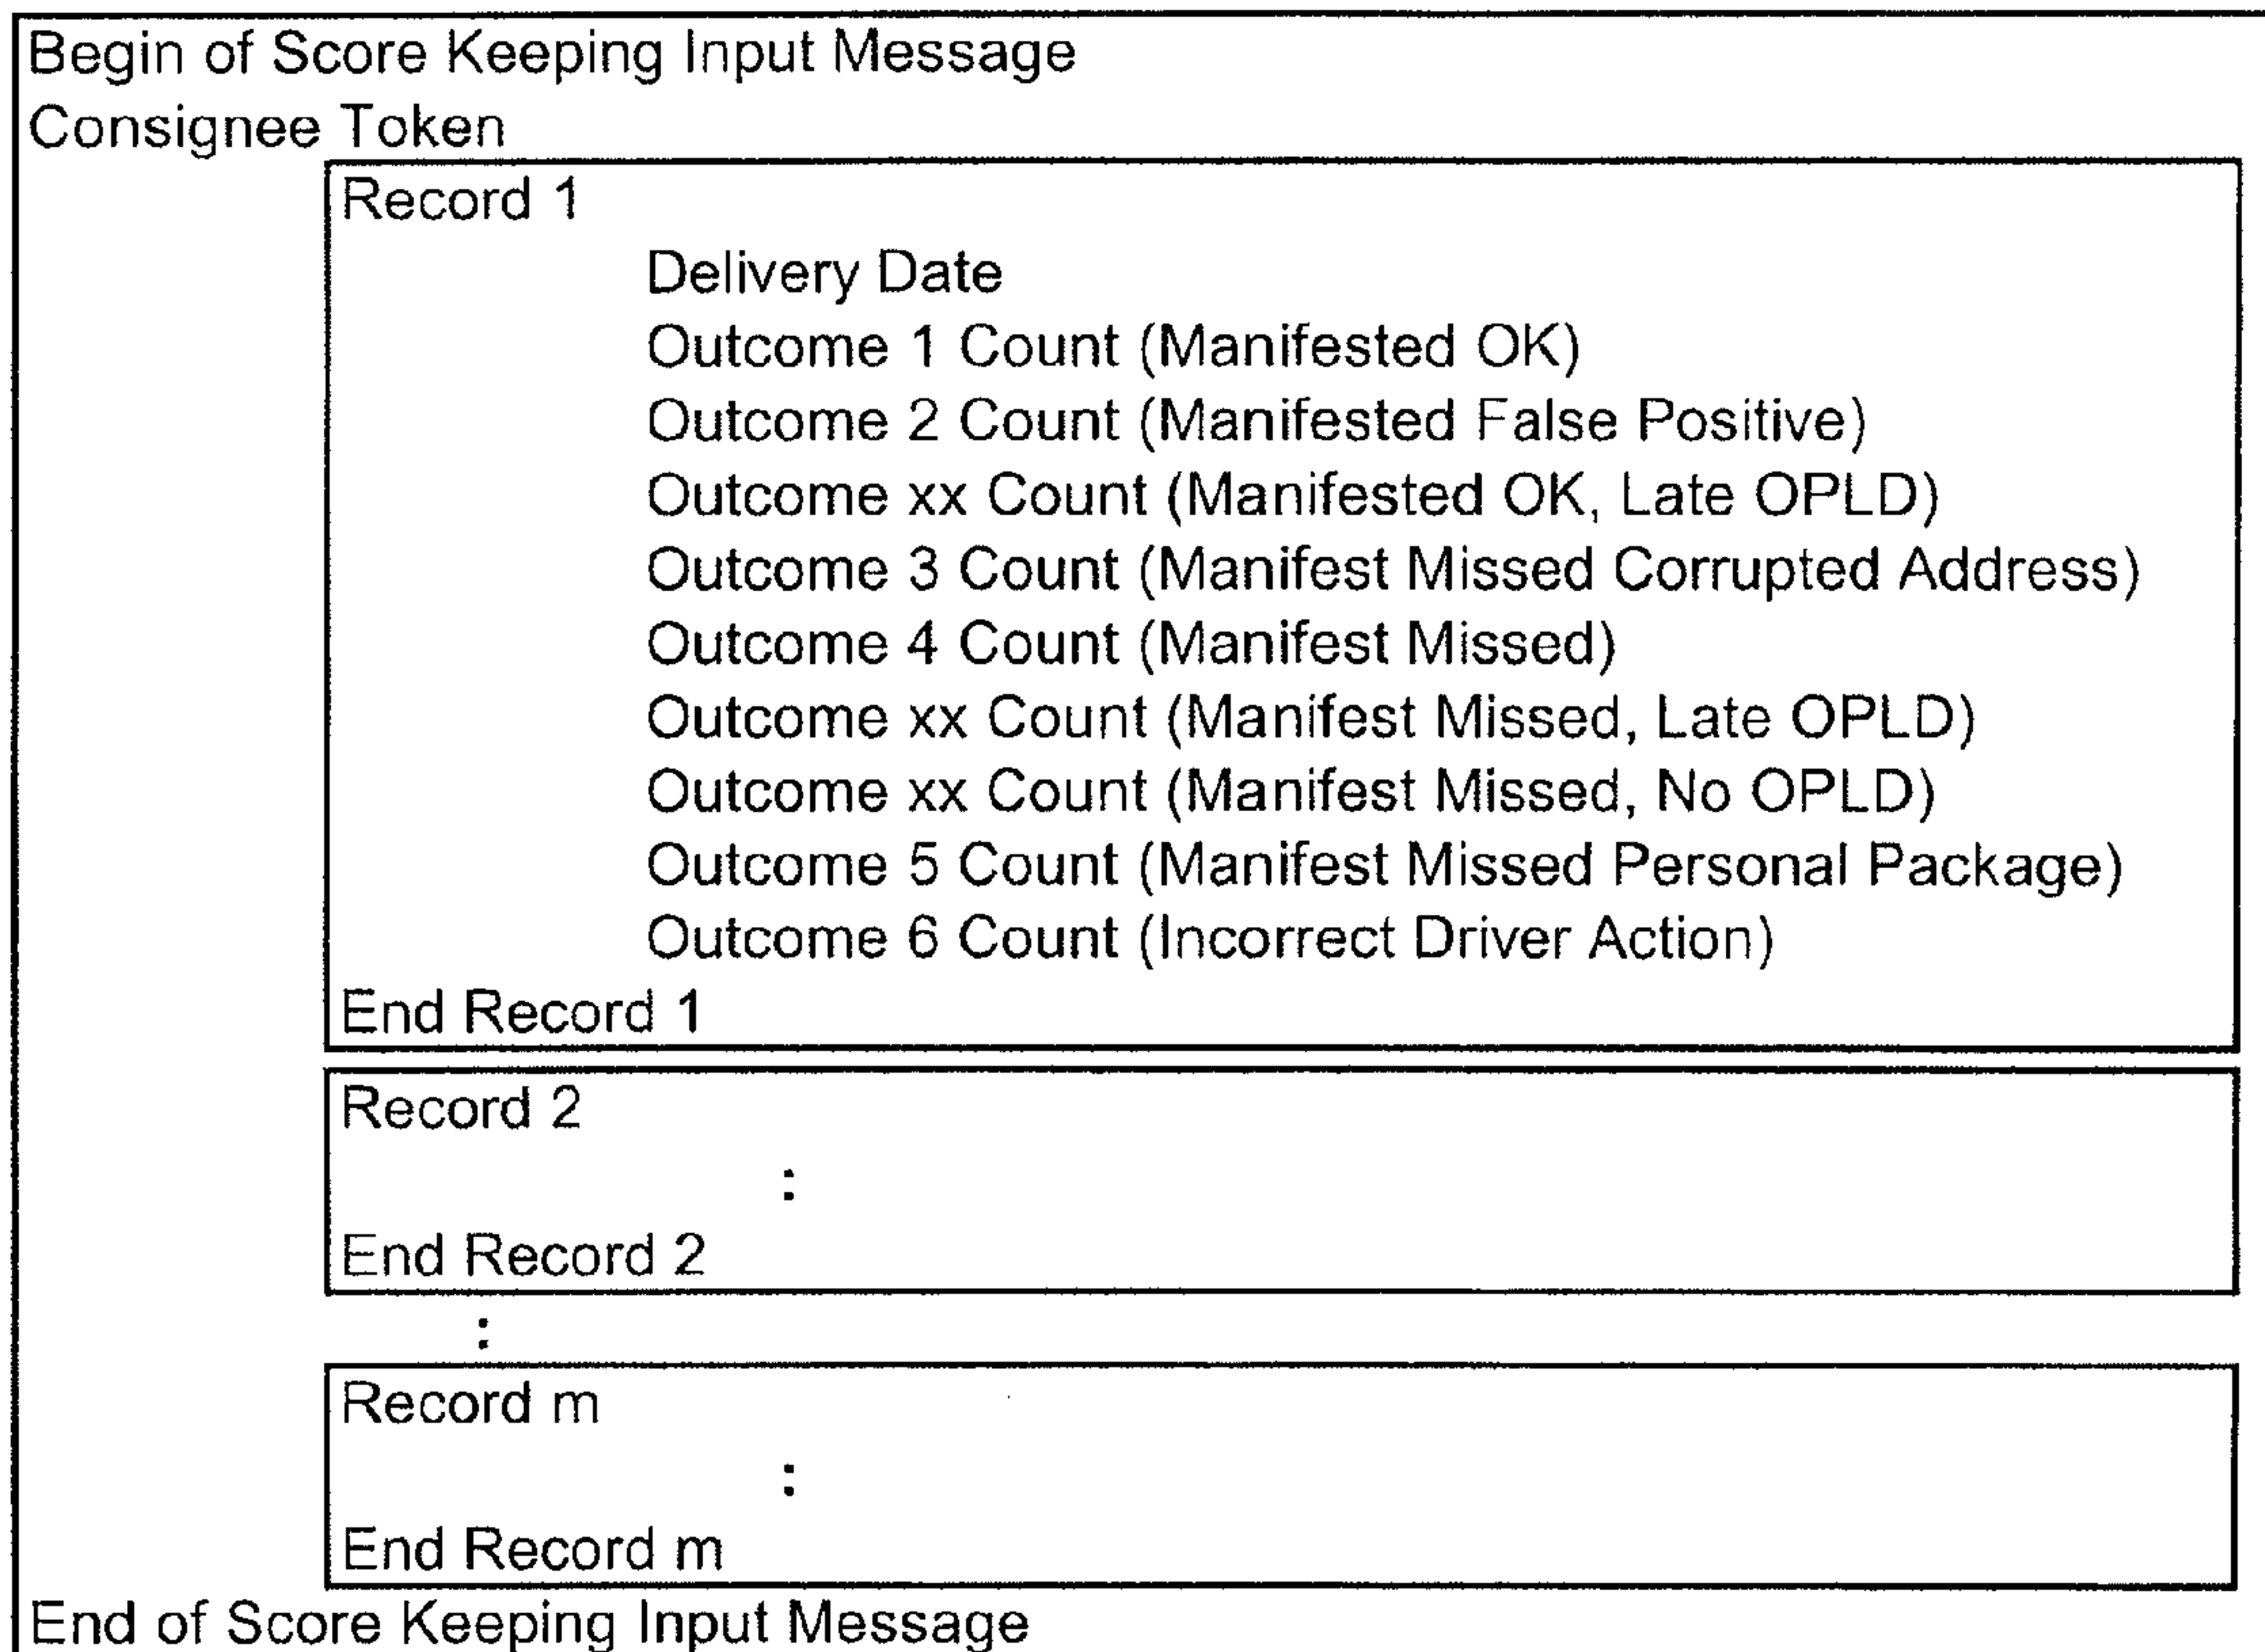 Begin of Score Keeping Input Message
Consignee Token
Record 1
Delivery Date
Outcome 1 Count (Manifested OK)
Outcome 2 Count (Manifested False Positive)
Outcome xx Count (Manifested OK, Late OPLD)
Outcome 3 Count (Manifest Missed Corrupted Address)
Outcome 4 Count (Manifest Missed)
Outcome xx Count (Manifest Missed, Late OPLD)
Outcome xx Count (Manifest Missed, No OPLD)
Outcome 5 Count (Manifest Missed Personal Package)
Outcome 6 Count (Incorrect Driver Action)
End Record 1
Record 2
:
End Record 2
:
Record m
:
End Record m
End of Score Keeping Input Message